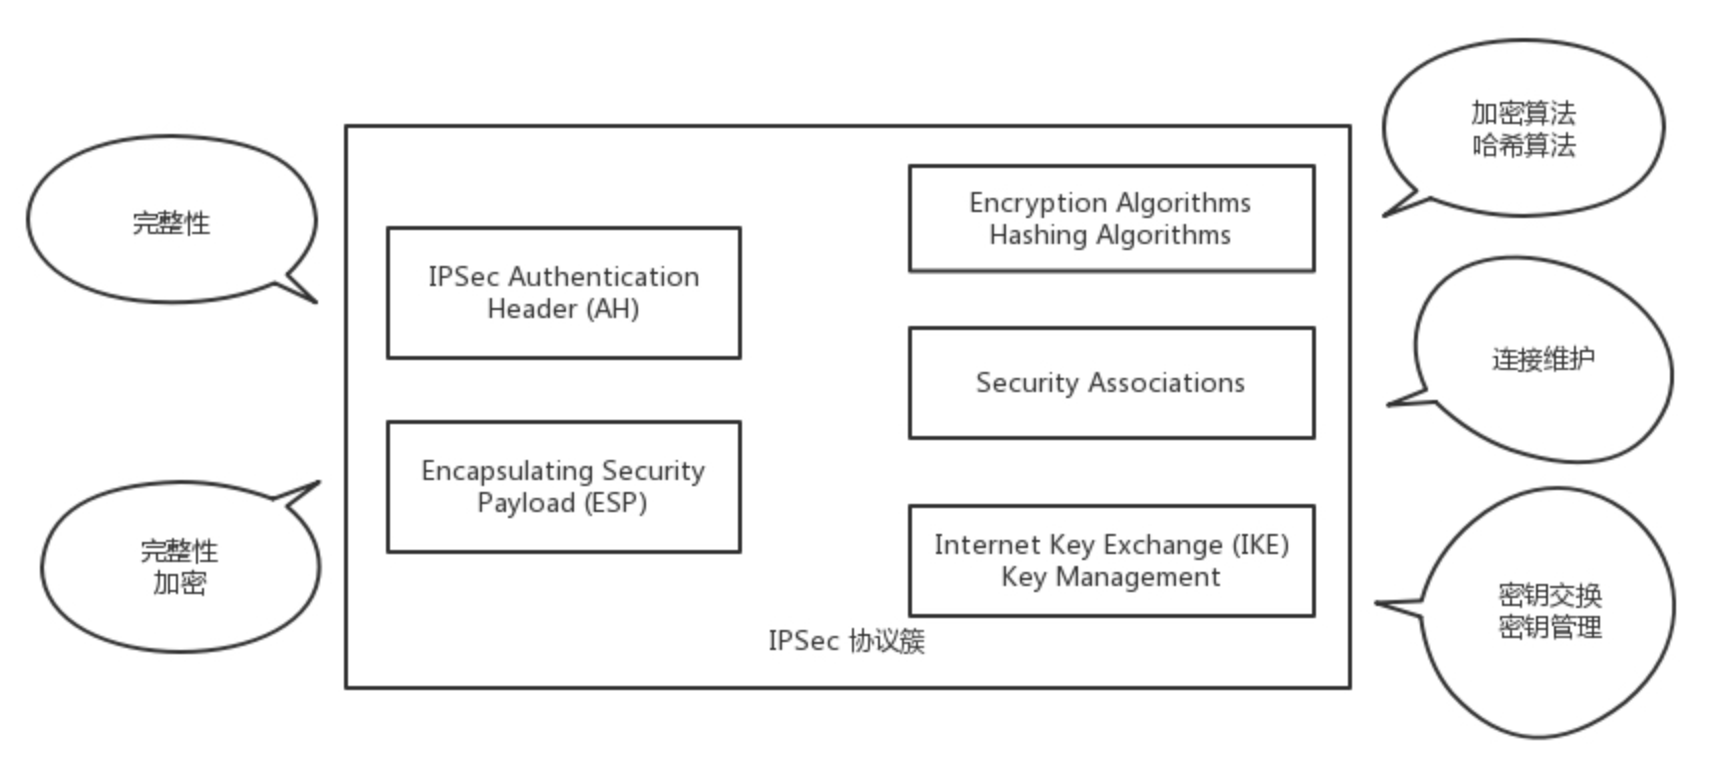 完整性
IPSec Authentication
Header (AH)
Encapsulating Security
Payload (ESP)
完整性
加密
Encryption Algorithms
Hashing Algorithms
加密算法
哈希算法
Security Associations
连接维护
Internet Key Exchange (IKE)
Key Management
密钥交换
密钥管理
IPSec 协议簇